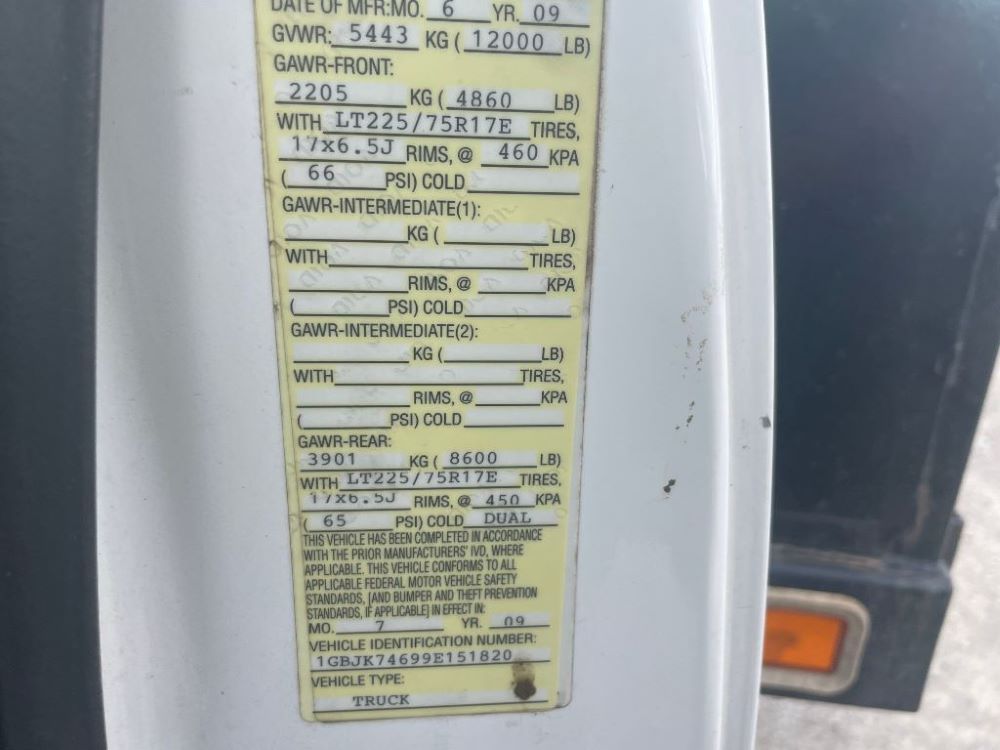 DATE OF MFR:MO. 6 YR. 09
GVWR: 5443 KG ( 12000 LB)
GAWR-FRONT:
2205 KG ( 4860 LB)
WITH LT225/75R17E TIRES,
17x6.5J RIMS, @ 460 KPA
( 66 PSI) COLD
GAWR-INTERMEDIATE(1):
KG ( LB)
WITH TIRES,
RIMS, @ KPA
( PSI) COLD
GAWR-INTERMEDIATE(2):
KG ( LB)
WITH TIRES,
RIMS, @ KPA
( PSI) COLD
GAWR-REAR:
3901 KG ( 8600 LB)
WITH LT225/75R17E TIRES,
17x6.5J RIMS, @ 450 KPA
( 65 PSI) COLD DUAL
THIS VEHICLE HAS BEEN COMPLETED IN ACCORDANCE
WITH THE PRIOR MANUFACTURERS' IVD, WHERE
APPLICABLE. THIS VEHICLE CONFORMS TO ALL
APPLICABLE FEDERAL MOTOR VEHICLE SAFETY
STANDARDS, [AND BUMPER AND THEFT PREVENTION
STANDARDS, IF APPLICABLE] IN EFFECT IN:
MO. 7 YR. 09
VEHICLE IDENTIFICATION NUMBER:
1GBJK74699E151820
VEHICLE TYPE:
TRUCK